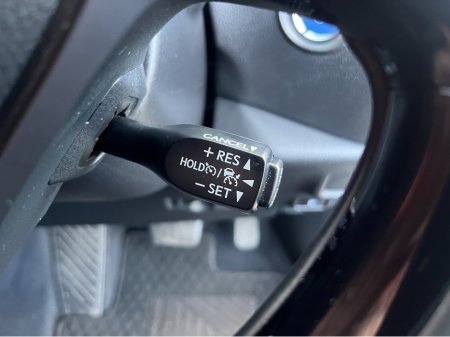 CANCEL▼
+ RES ▲
HOLD / ◄
− SET ▼